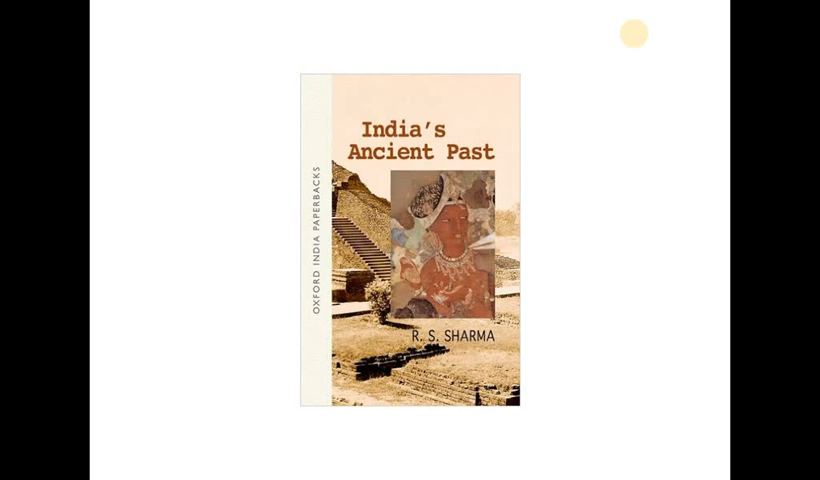 India's
Ancient Past
OXFORD INDIA PAPERBACKS
R. S. SHARMA